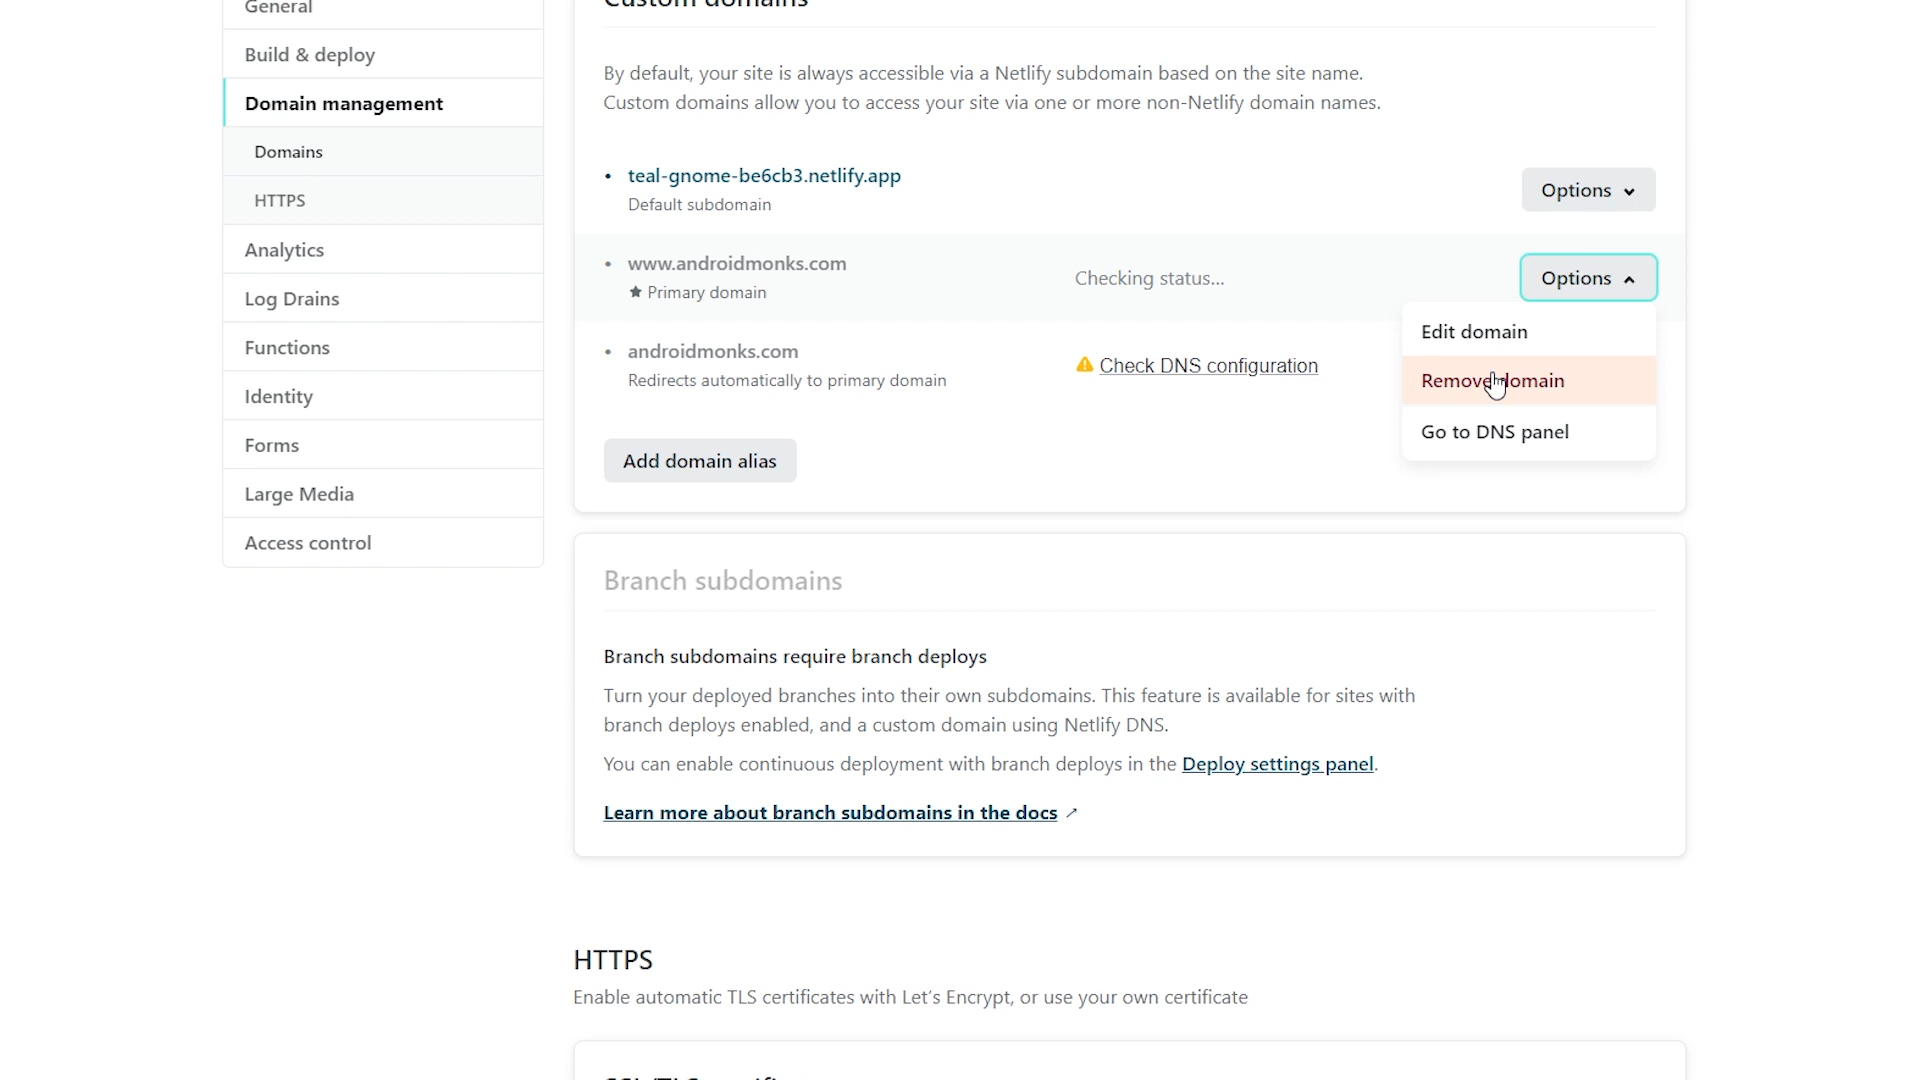 General
Build & deploy
Domain management
Domains
HTTPS
Analytics
Log Drains
Functions
Identity
Forms
Large Media
Access control
Custom domains
By default, your site is always accessible via a Netlify subdomain based on the site name.
Custom domains allow you to access your site via one or more non-Netlify domain names.
• teal-gnome-be6cb3.netlify.app
Default subdomain
Options
• www.androidmonks.com
★ Primary domain
Checking status...
Options
Edit domain
Remove domain
Go to DNS panel
• androidmonks.com
Redirects automatically to primary domain
Check DNS configuration
Add domain alias
Branch subdomains
Branch subdomains require branch deploys
Turn your deployed branches into their own subdomains. This feature is available for sites with
branch deploys enabled, and a custom domain using Netlify DNS.
You can enable continuous deployment with branch deploys in the Deploy settings panel.
Learn more about branch subdomains in the docs ↗
HTTPS
Enable automatic TLS certificates with Let's Encrypt, or use your own certificate